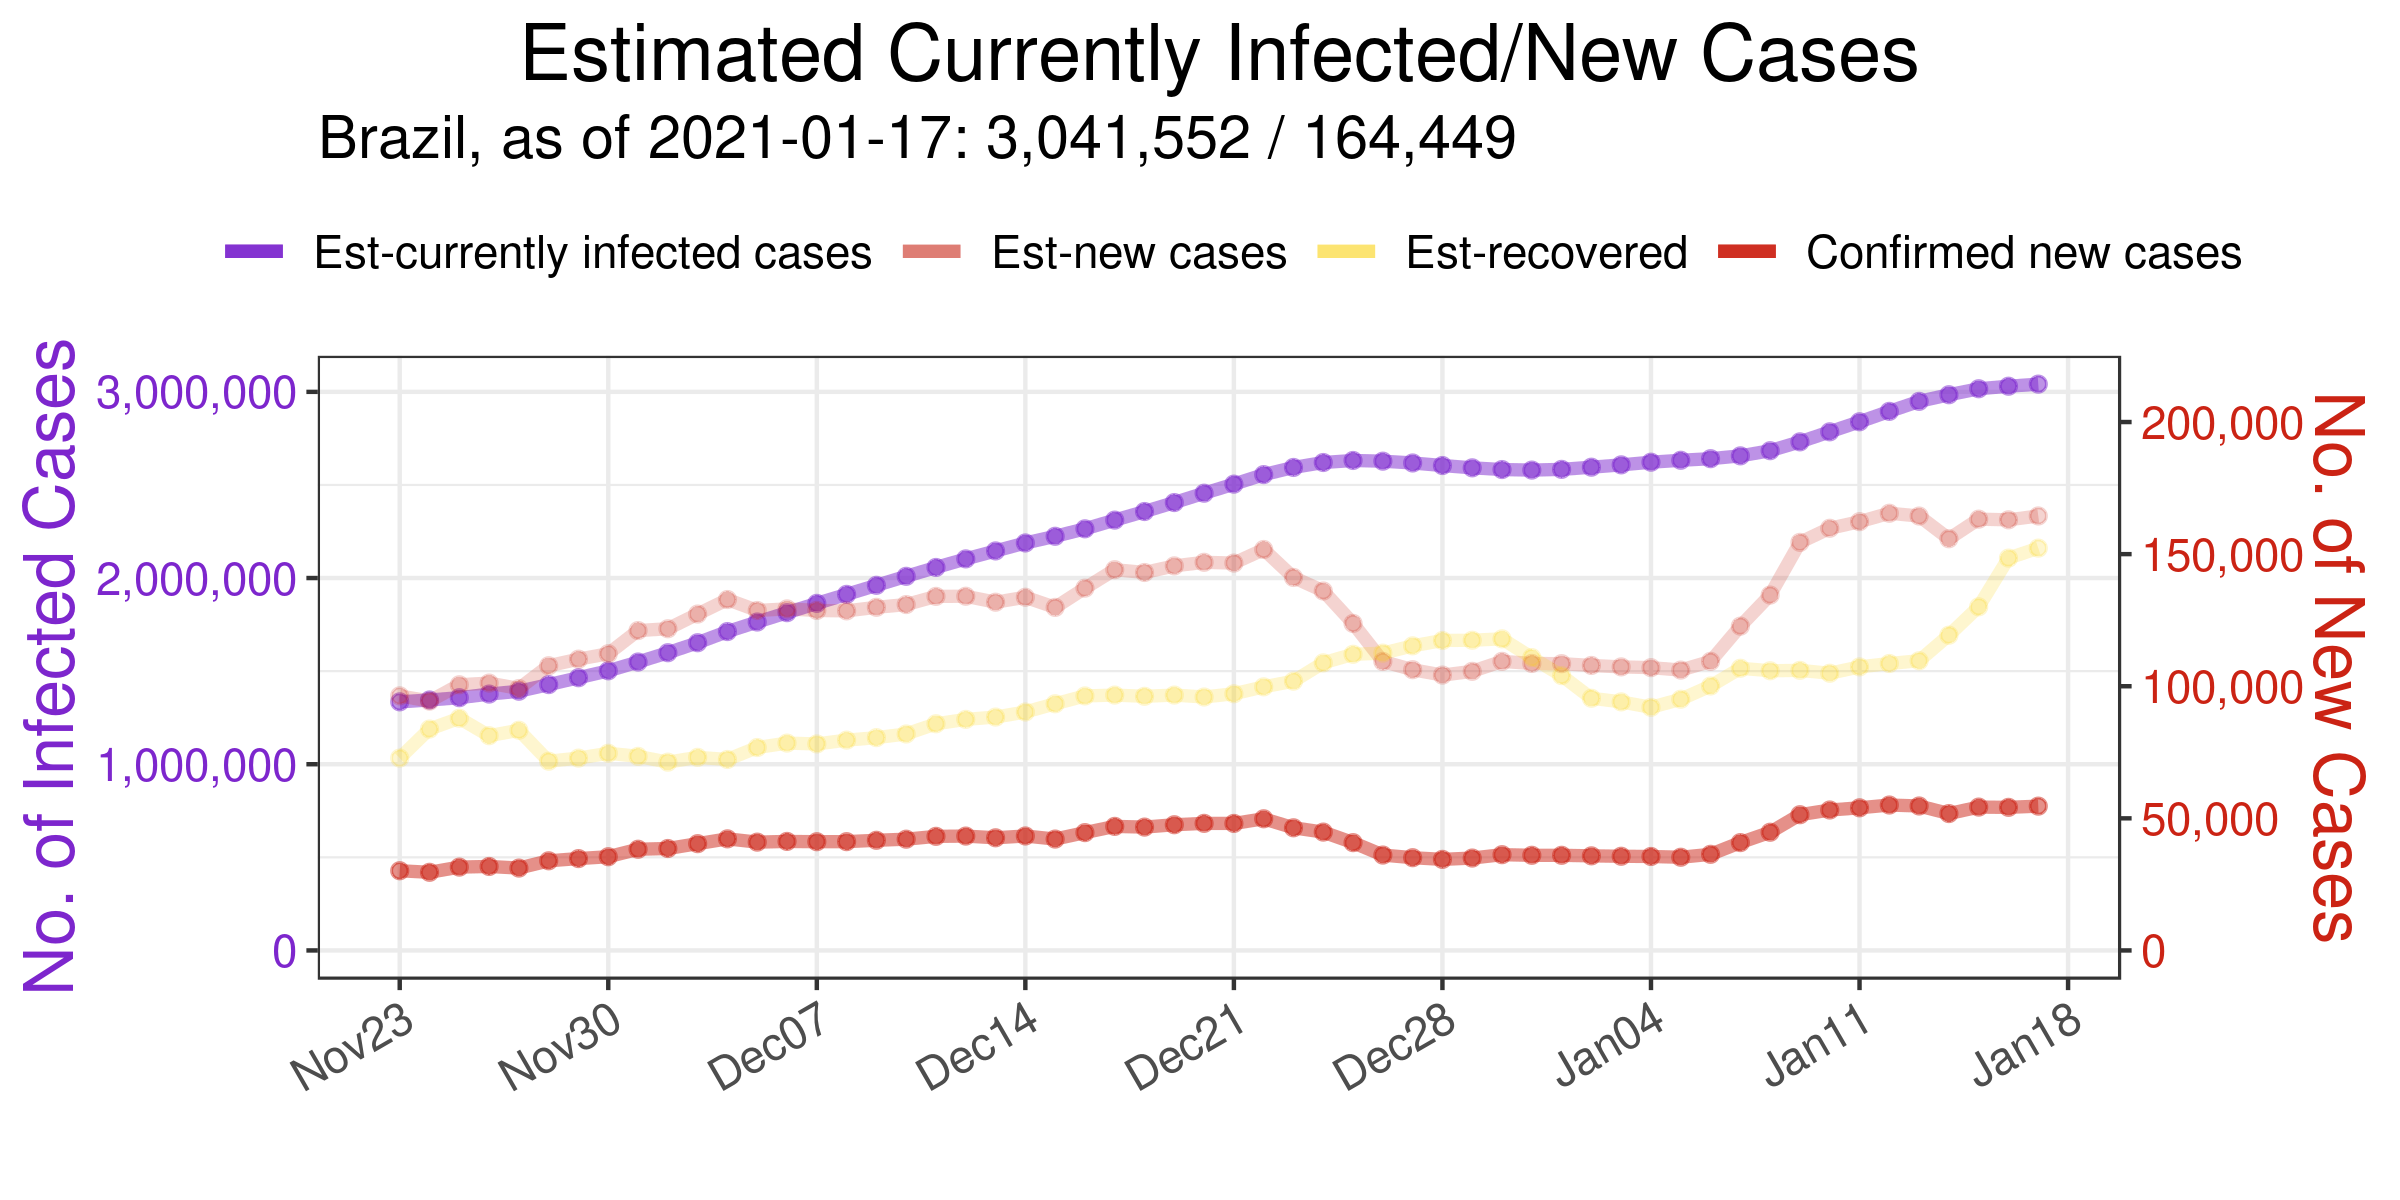 Estimated Currently Infected/New Cases
Brazil, as of 2021-01-17: 3,041,552 / 164,449
Est-currently infected cases Est-new cases Est-recovered Confirmed new cases
No. of Infected Cases
3,000,000
2,000,000
1,000,000
0
200,000
150,000
100,000
50,000
0
No. of New Cases
Nov23 Nov30 Dec07 Dec14 Dec21 Dec28 Jan04 Jan11 Jan18